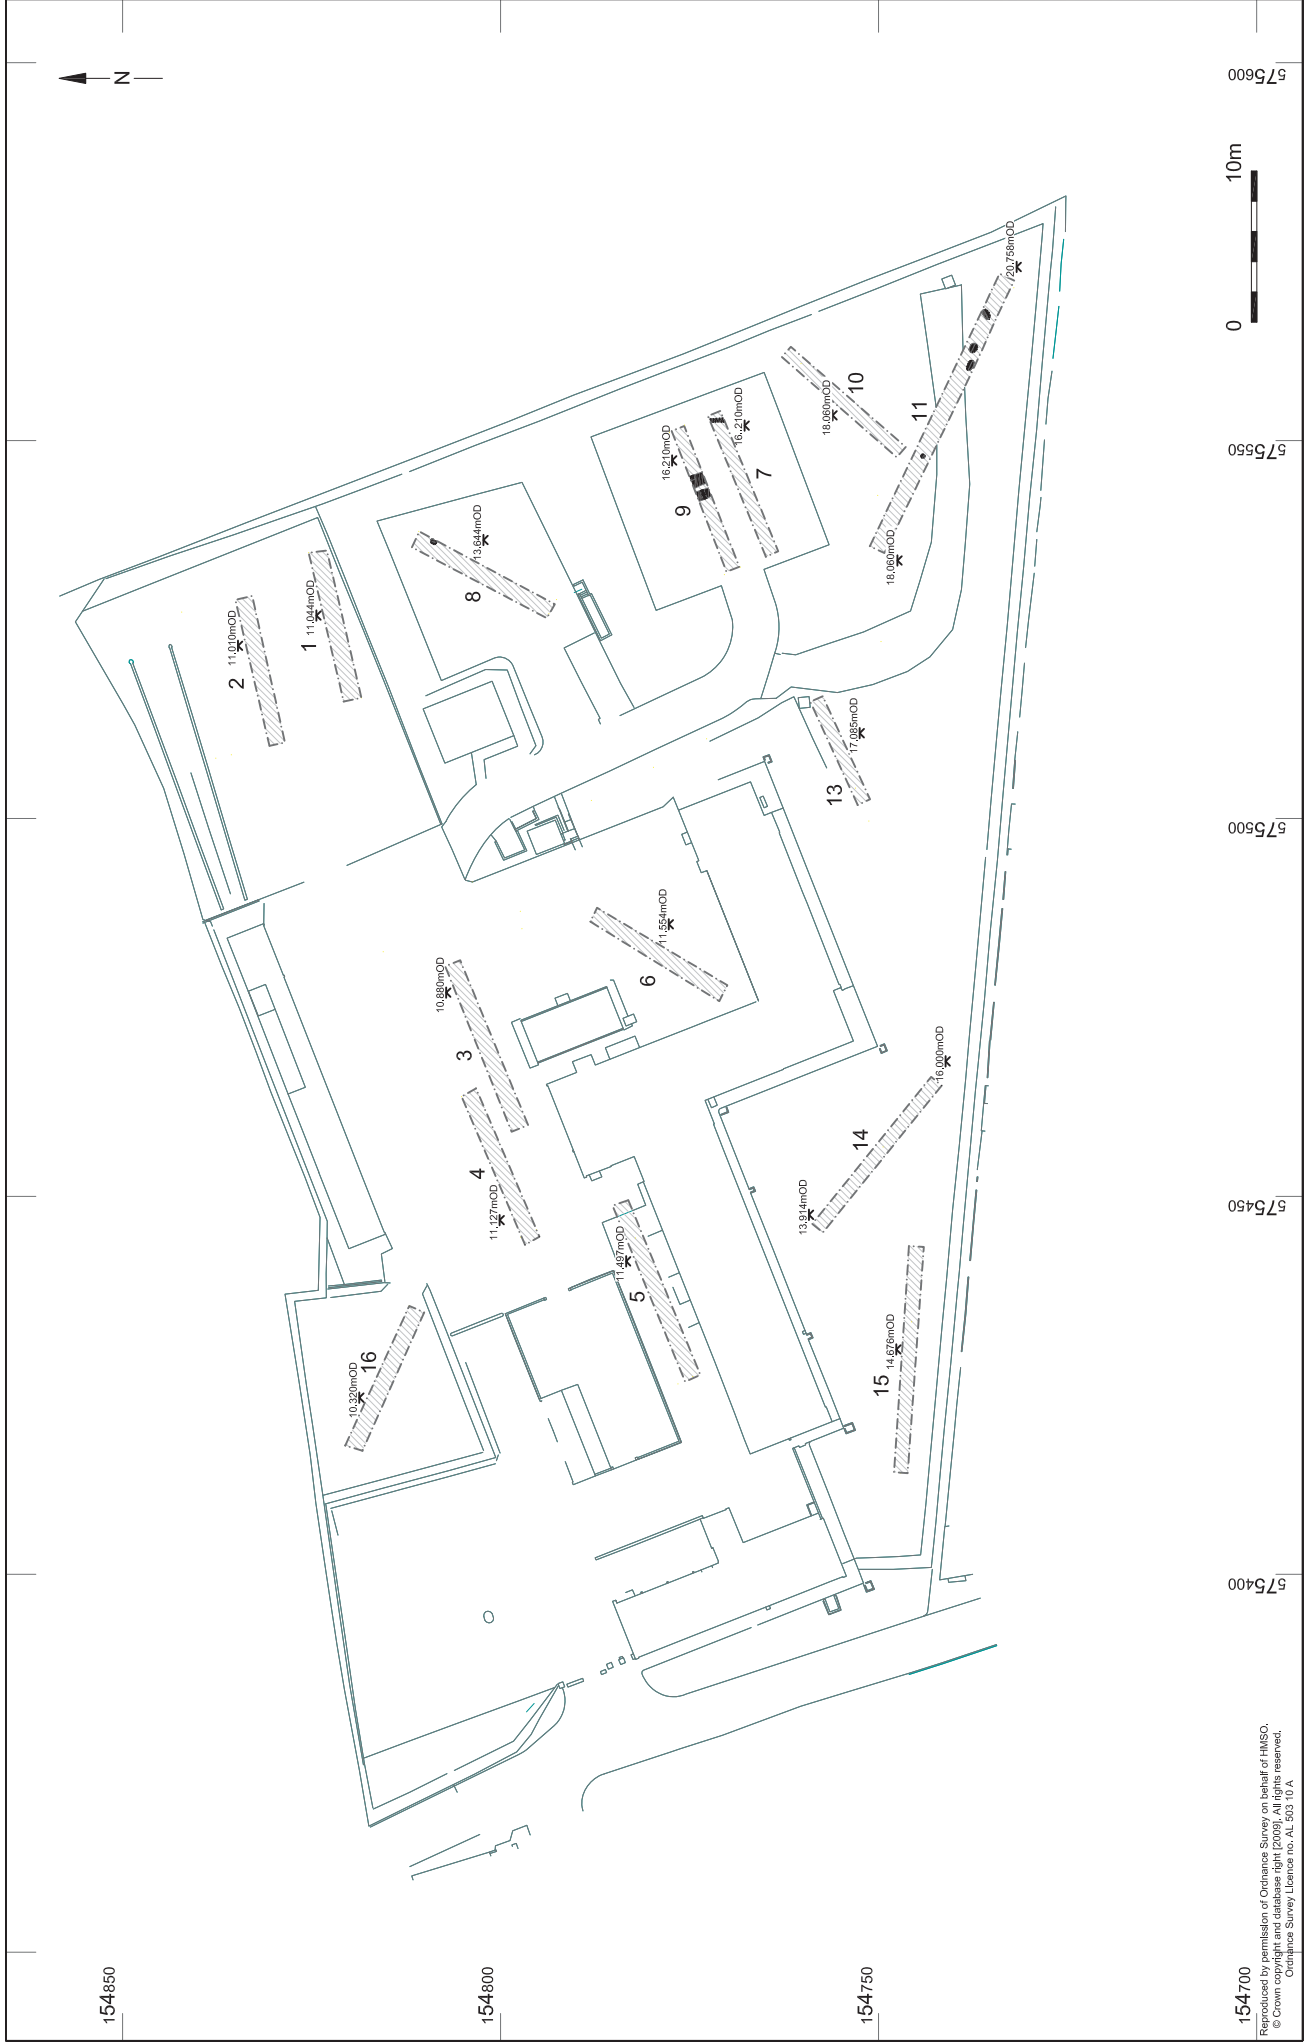 N
154850
154800
154750
154700
575600
575550
575500
575450
575400
0
10m
2
11.010mOD
1
11.044mOD
8
13.644mOD
9
16.210mOD
7
16..210mOD
10
18.060mOD
11
18.060mOD
20.758mOD
13
17.085mOD
6
11.554mOD
3
10.880mOD
4
11.127mOD
5
11.497mOD
14
13.914mOD
16.000mOD
15
14.676mOD
16
10.320mOD
Reproduced by permission of Ordnance Survey on behalf of HMSO.
© Crown copyright and database right [2009]. All rights reserved.
Ordnance Survey Licence no. AL 503 10 A